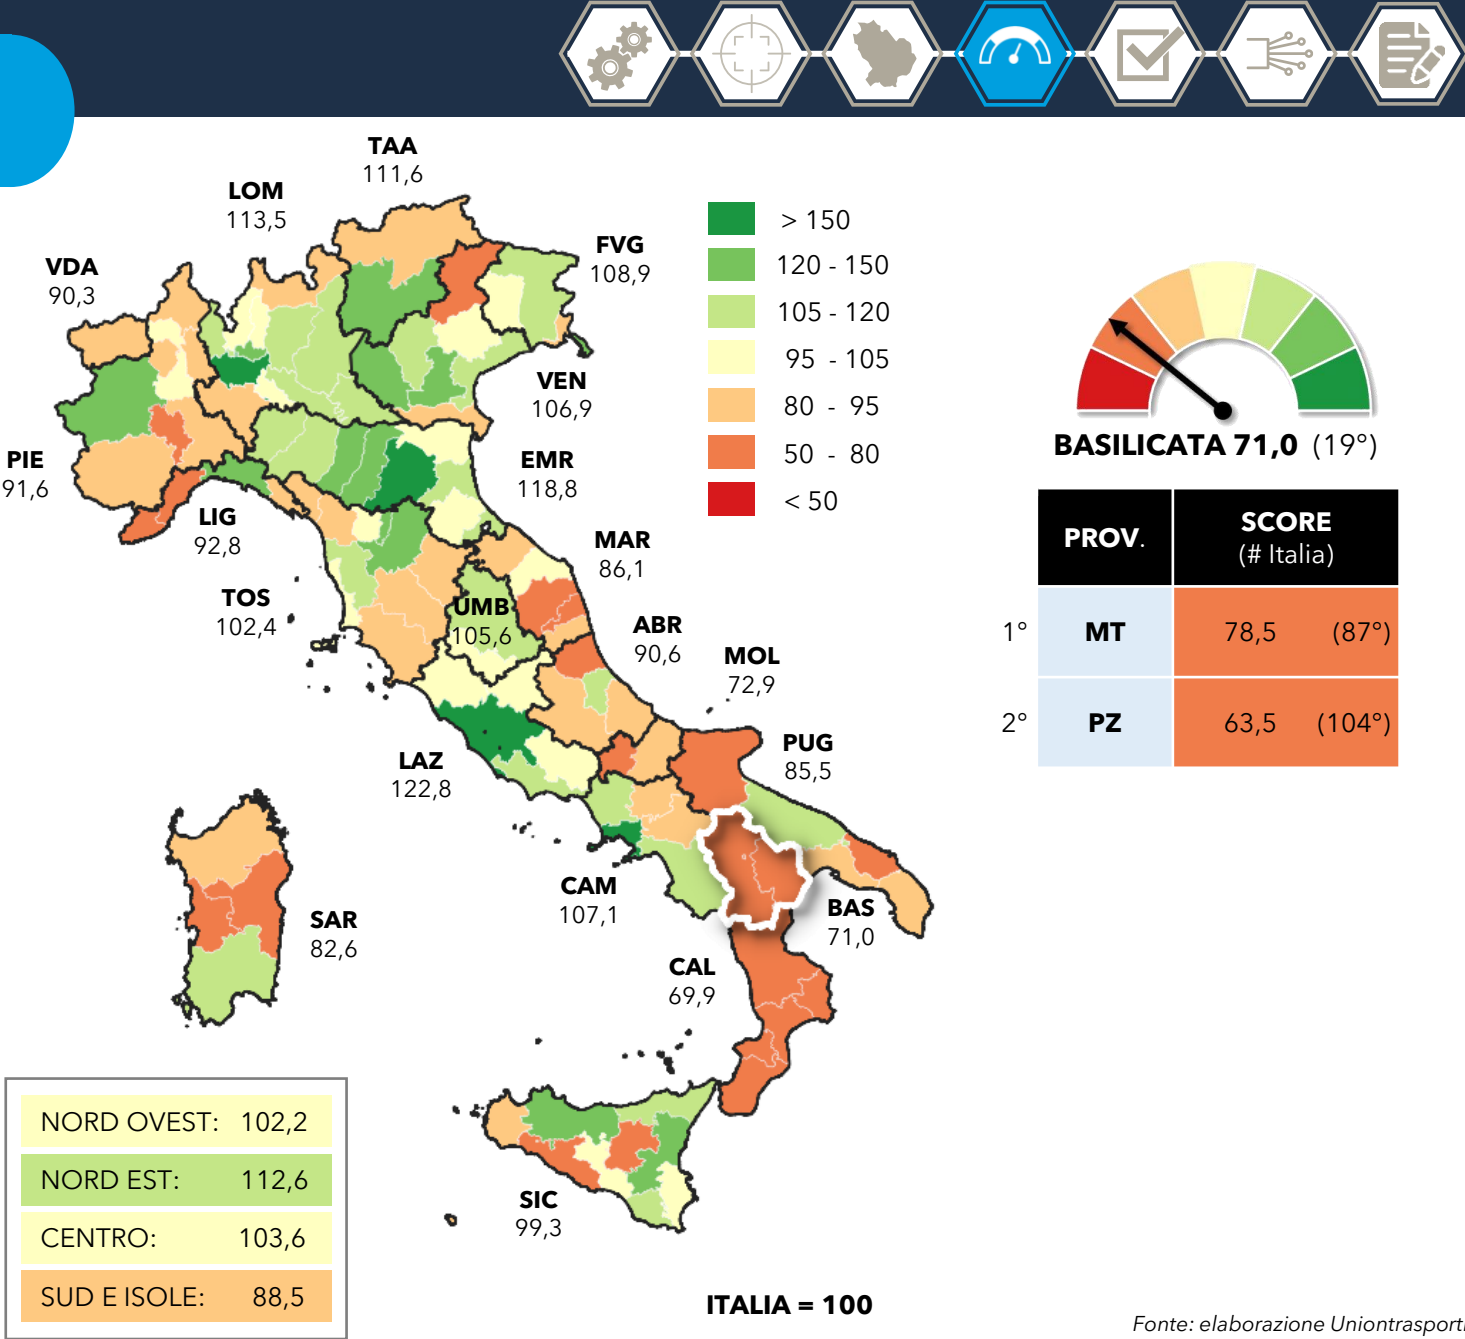 TAA
111,6
LOM
113,5
FVG
108,9
VDA
90,3
> 150
120 - 150
105 - 120
95 - 105
80 - 95
50 - 80
< 50
VEN
106,9
PIE
91,6
EMR
118,8
LIG
92,8
MAR
86,1
TOS
102,4
UMB
105,6
ABR
90,6
MOL
72,9
LAZ
122,8
PUG
85,5
CAM
107,1
BAS
71,0
SAR
82,6
CAL
69,9
SIC
99,3
BASILICATA 71,0 (19°)
PROV. SCORE
(# Italia)
1° MT 78,5 (87°)
2° PZ 63,5 (104°)
NORD OVEST: 102,2
NORD EST: 112,6
CENTRO: 103,6
SUD E ISOLE: 88,5
ITALIA = 100
Fonte: elaborazione Uniontrasporti